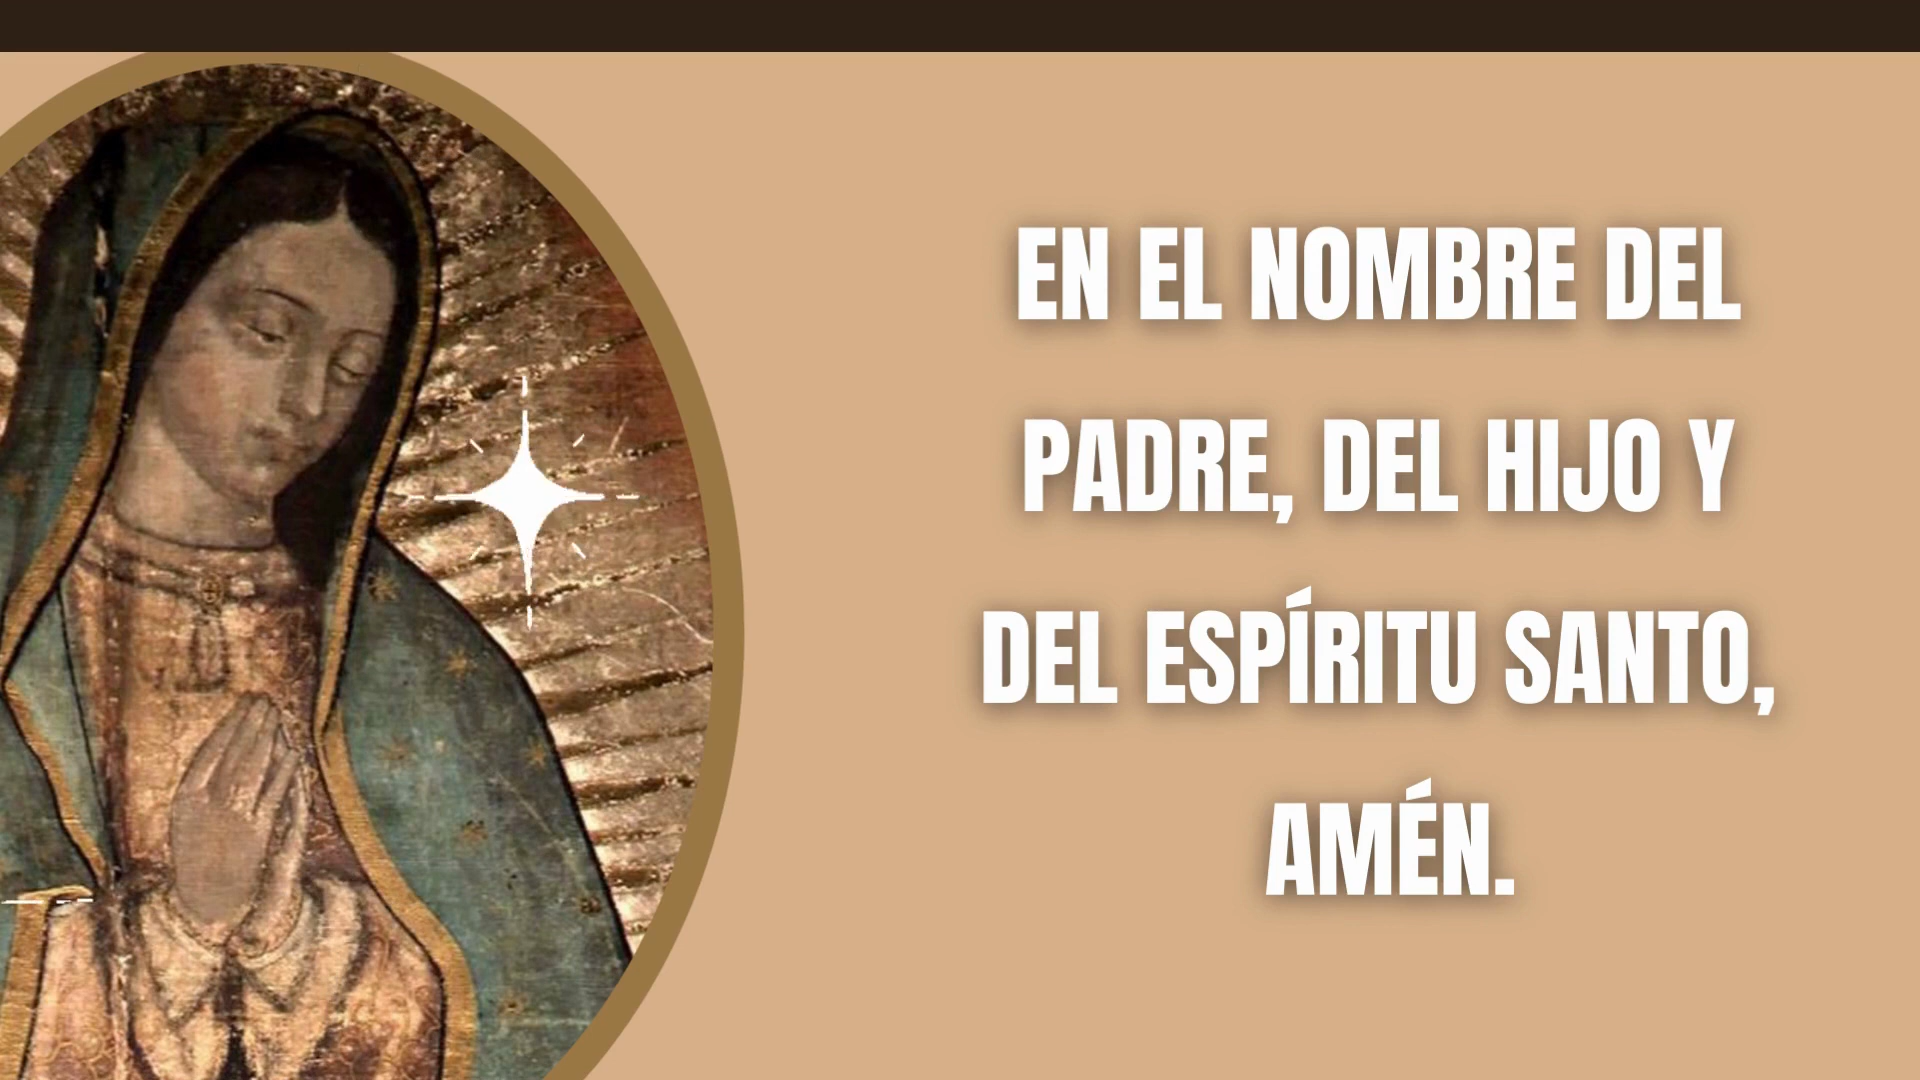 EN EL NOMBRE DEL
PADRE, DEL HIJO Y
DEL ESPÍRITU SANTO,
AMÉN.